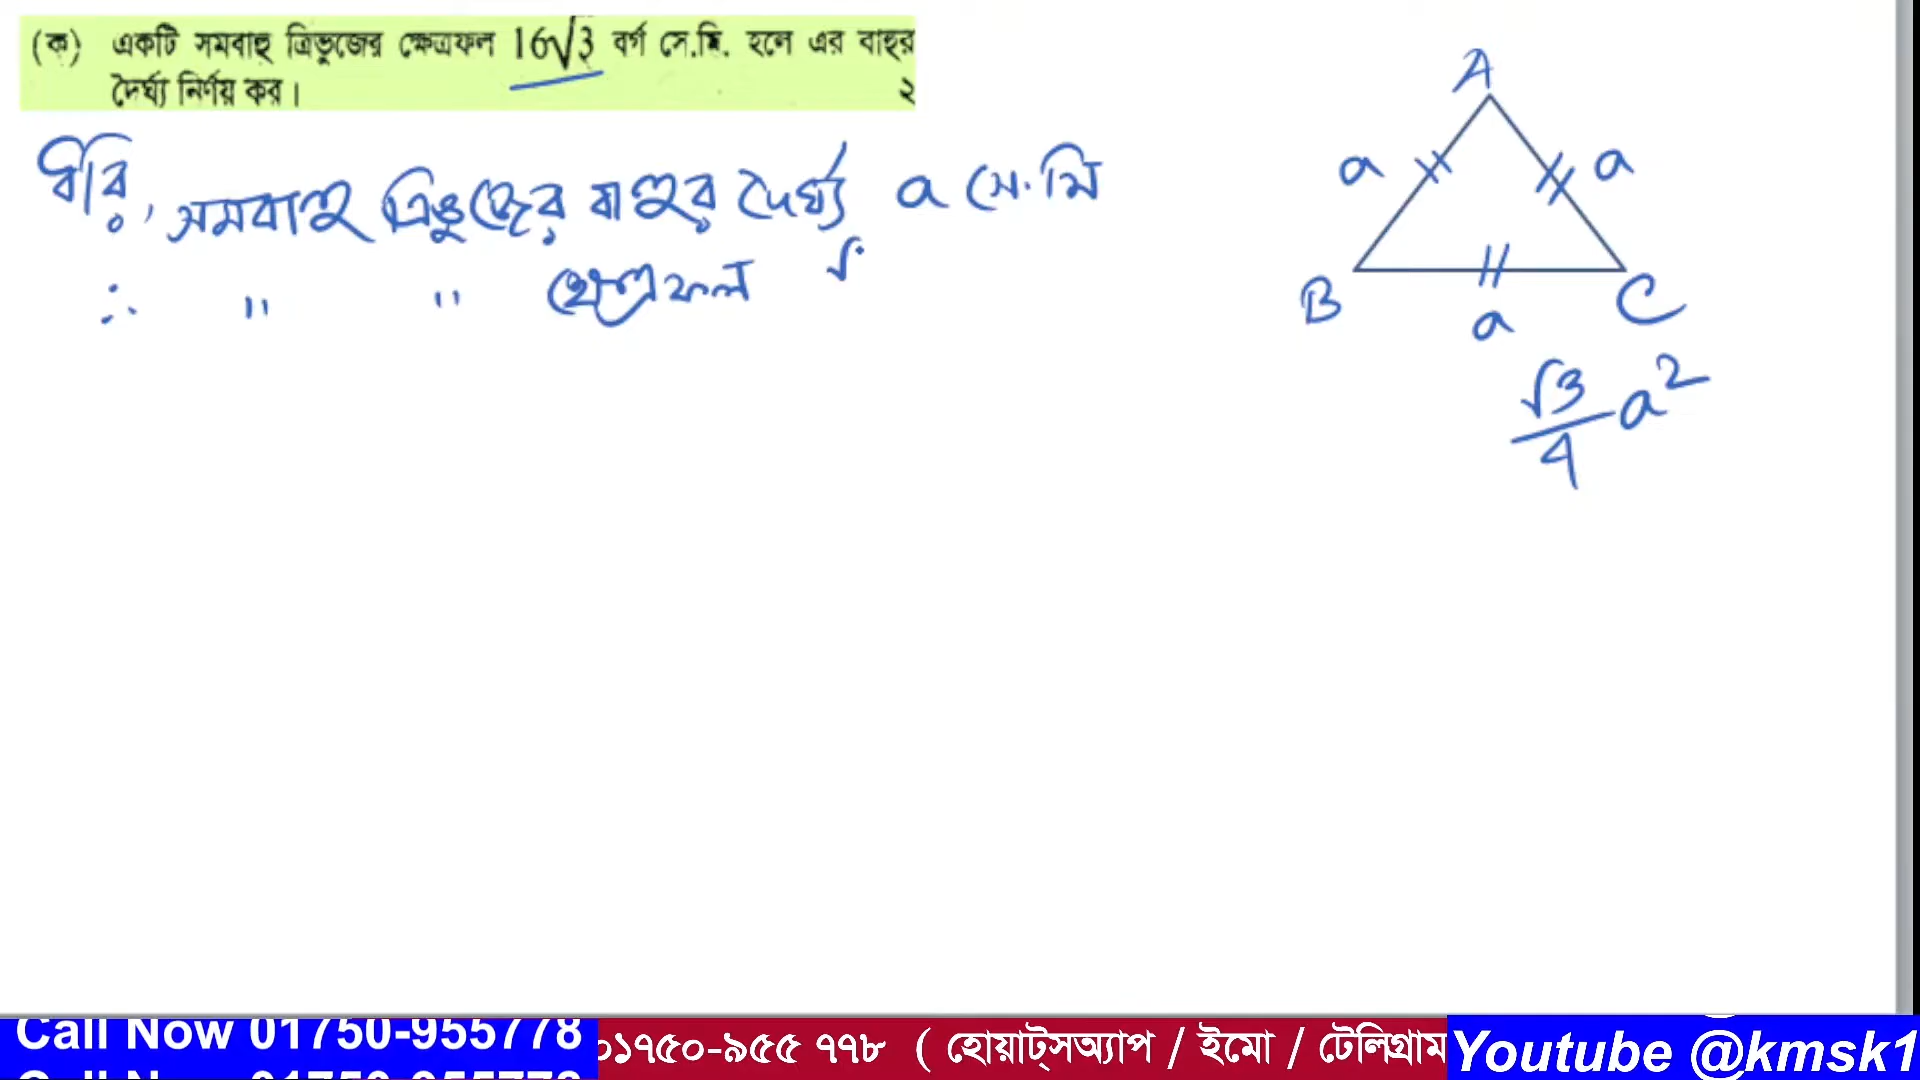 (ক) একটি সমবাহু ত্রিভুজের ক্ষেত্রফল 16√3 বর্গ সে.মি. হলে এর বাহুর
দৈর্ঘ্য নির্ণয় কর। ২
ধরি, সমবাহু ত্রিভুজের বাহুর দৈর্ঘ্য a সে.মি
∴ " " ক্ষেত্রফল √
A
a a
B C
a
√3/4 a²
Call Now 01750-955778
০১৭৫০-৯৫৫ ৭৭৮ ( হোয়াট্সঅ্যাপ / ইমো / টেলিগ্রাম
Youtube @kmsk1